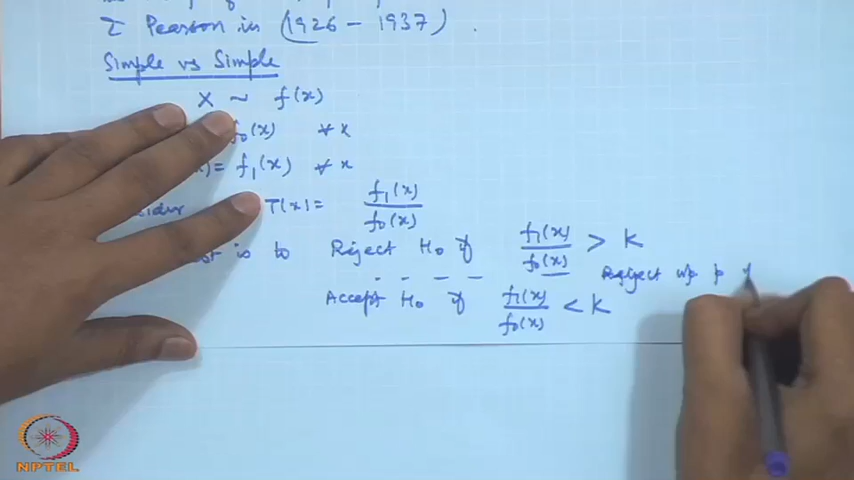 Σ Pearson in (1926 - 1937).
Simple vs Simple
X ~ f(x)
f₀(x) ∀ x
= f₁(x) ∀ x
T(x) = f₁(x) / f₀(x)
is to Reject H₀ if f₁(x) / f₀(x) > K
Reject wp p
Accept H₀ if f₁(x) / f₀(x) < K
NPTEL